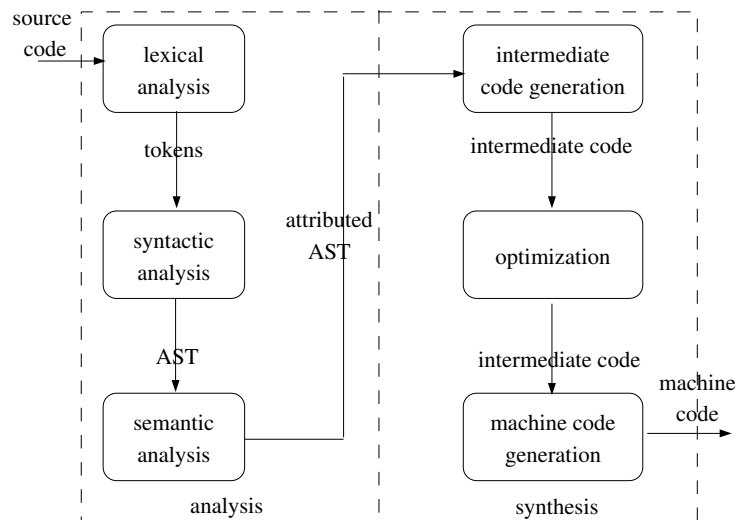 source
code
lexical
analysis
tokens
syntactic
analysis
AST
semantic
analysis
analysis
attributed
AST
intermediate
code generation
intermediate code
optimization
intermediate code
machine code
generation
machine
code
synthesis